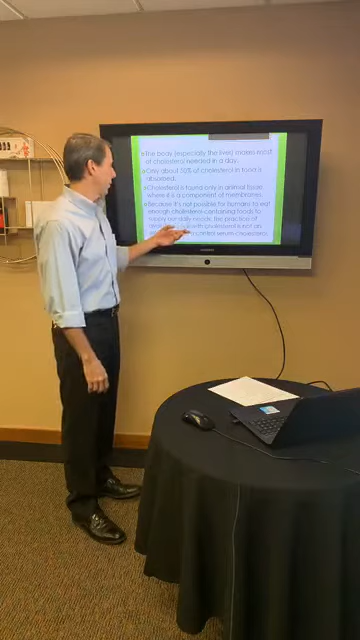 The body (especially the liver) makes most
of cholesterol needed in a day.
Only about 10% of cholesterol in food is
absorbed.
Cholesterol is found only in animal tissue
where it is a component of membranes.
Because it's not possible for humans to eat
enough cholesterol-containing foods to
supply our daily needs, the practice of
with cholesterol is not an
control serum cholesterol